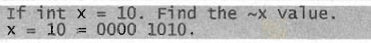 If int x = 10. Find the ~x value.
x = 10 = 0000 1010.